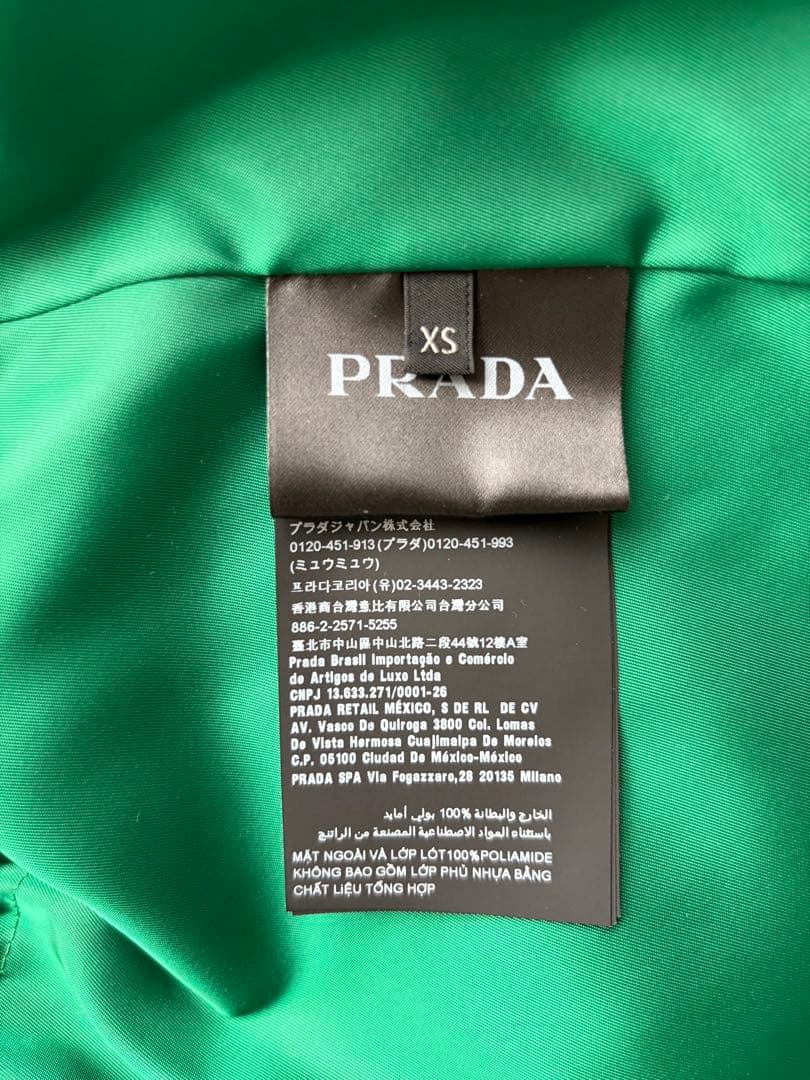 XS
PRADA
プラダジャパン株式会社
0120-451-913(プラダ)0120-451-993
(ミュウミュウ)
프라다코리아(유)02-3443-2323
香港商台灣意比有限公司台灣分公司
886-2-2571-5255
臺北市中山區中山北路二段44號12樓A室
Prada Brasil Importação e Comércio
de Artigos de Luxo Ltda
CNPJ 13.633.271/0001-26
PRADA RETAIL MÉXICO, S DE RL DE CV
AV. Vasco De Quiroga 3800 Col. Lomas
De Vista Hermosa Cuajimalpa De Morelos
C.P. 05100 Ciudad De México-México
PRADA SPA Via Fogazzaro,28 20135 Milano
الخارج والبطانة %100 بولي أمايد
باستثناء المواد الاصطناعية المصنعة من الراتنج
MẶT NGOÀI VÀ LỚP LÓT100%POLIAMIDE
KHÔNG BAO GỒM LỚP PHỦ NHỰA BẰNG
CHẤT LIỆU TỔNG HỢP